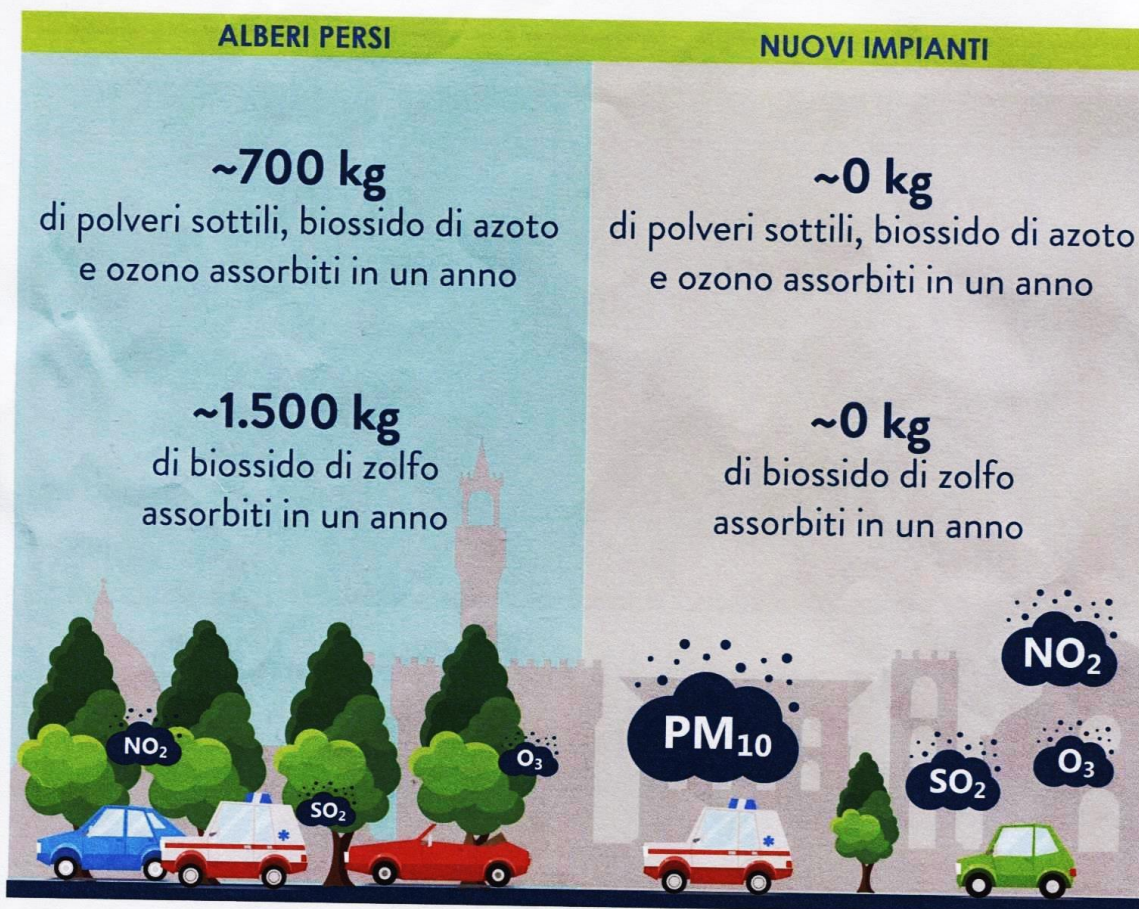 ALBERI PERSI
~700 kg
di polveri sottili, biossido di azoto
e ozono assorbiti in un anno
~1.500 kg
di biossido di zolfo
assorbiti in un anno
NO₂
SO₂
O₃
NUOVI IMPIANTI
~0 kg
di polveri sottili, biossido di azoto
e ozono assorbiti in un anno
~0 kg
di biossido di zolfo
assorbiti in un anno
PM₁₀
NO₂
SO₂
O₃